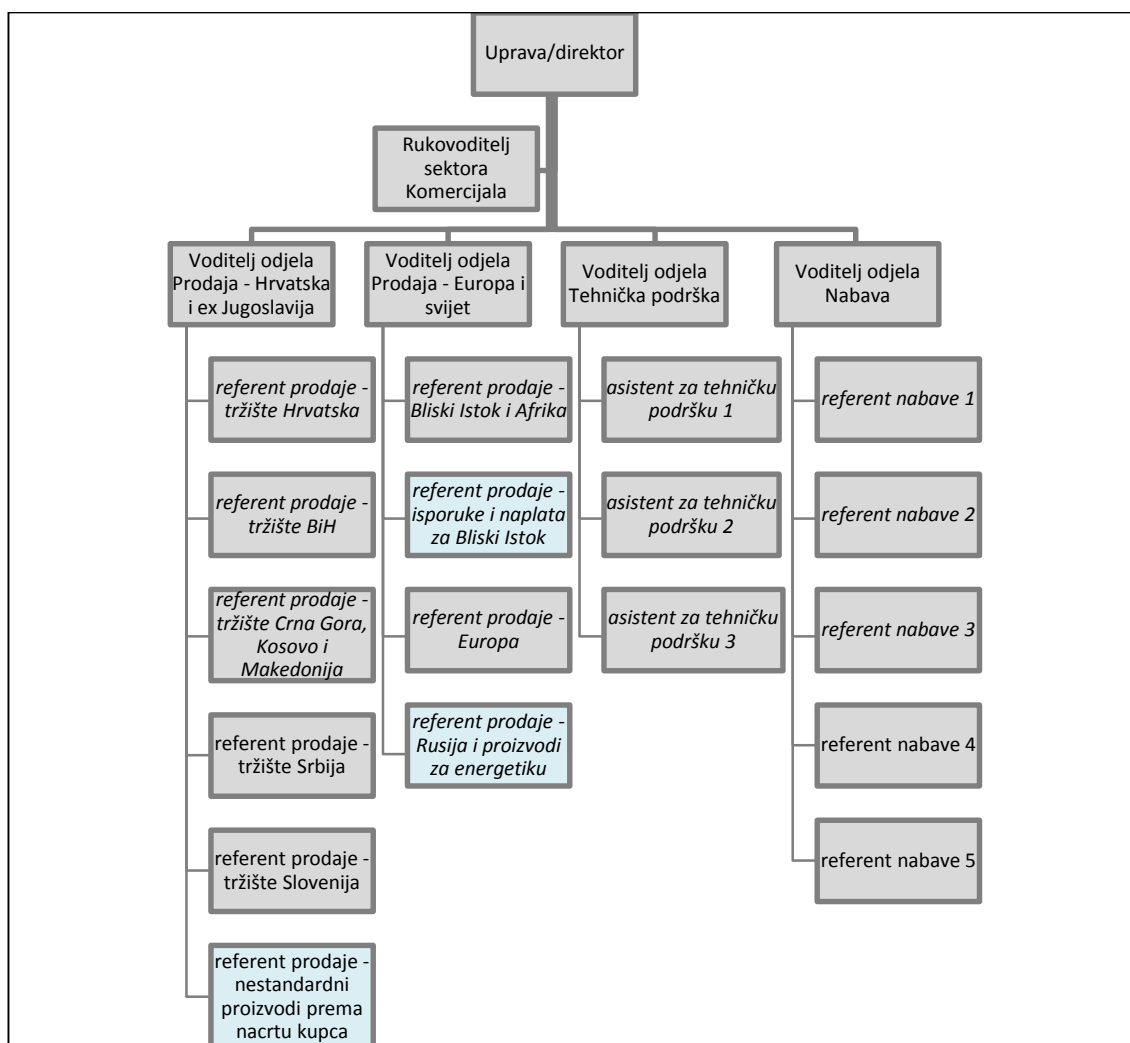 Uprava/direktor
Rukovoditelj
sektora
Komercijala
Voditelj odjela
Prodaja - Hrvatska
i ex Jugoslavija
referent prodaje -
tržište Hrvatska
referent prodaje -
tržište BiH
referent prodaje -
tržište Crna Gora,
Kosovo i
Makedonija
referent prodaje -
tržište Srbija
referent prodaje -
tržište Slovenija
referent prodaje -
nestandardni
proizvodi prema
nacrtu kupca
Voditelj odjela
Prodaja - Europa i
svijet
referent prodaje -
Bliski Istok i Afrika
referent prodaje -
isporuke i naplata
za Bliski Istok
referent prodaje -
Europa
referent prodaje -
Rusija i proizvodi
za energetiku
Voditelj odjela
Tehnička podrška
asistent za tehničku
podršku 1
asistent za tehničku
podršku 2
asistent za tehničku
podršku 3
Voditelj odjela
Nabava
referent nabave 1
referent nabave 2
referent nabave 3
referent nabave 4
referent nabave 5